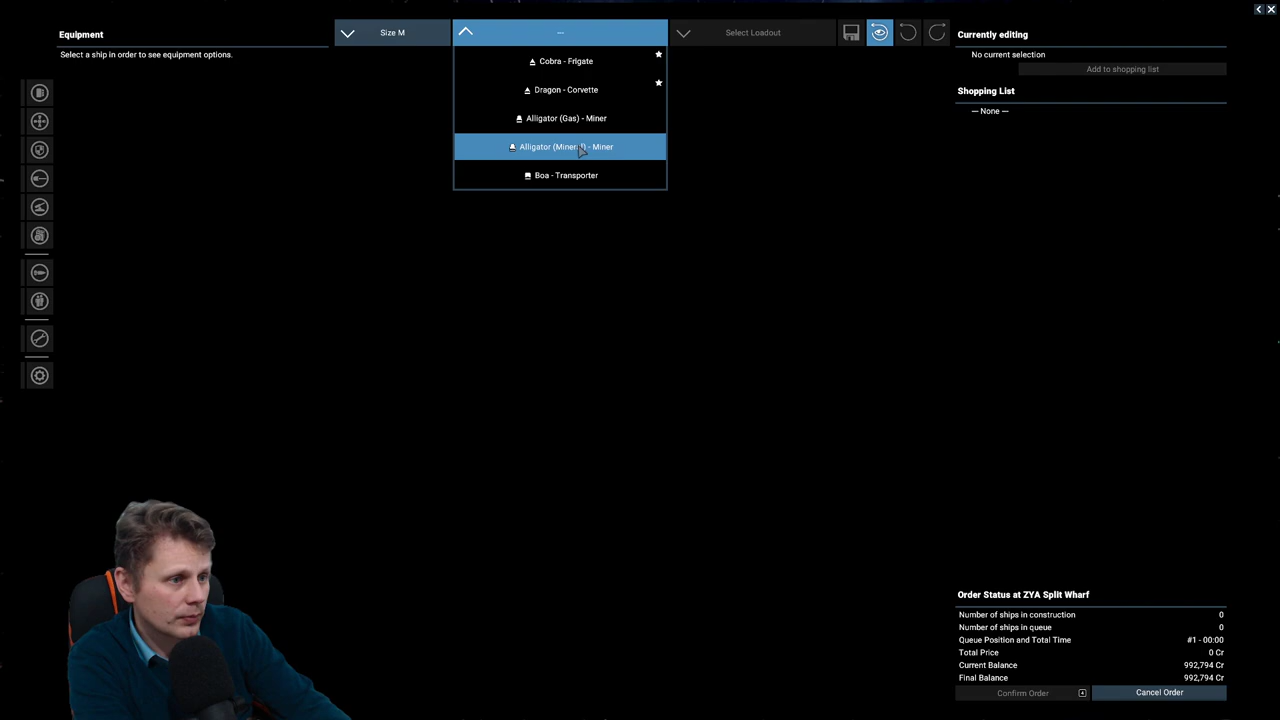 Equipment
Select a ship in order to see equipment options.
Size M
---
Select Loadout
Cobra - Frigate
Dragon - Corvette
Alligator (Gas) - Miner
Alligator (Mineral) - Miner
Boa - Transporter
Currently editing
No current selection
Add to shopping list
Shopping List
--- None ---
Order Status at ZYA Split Wharf
Number of ships in construction 0
Number of ships in queue 0
Queue Position and Total Time #1 - 00:00
Total Price 0 Cr
Current Balance 992,794 Cr
Final Balance 992,794 Cr
Confirm Order
Cancel Order